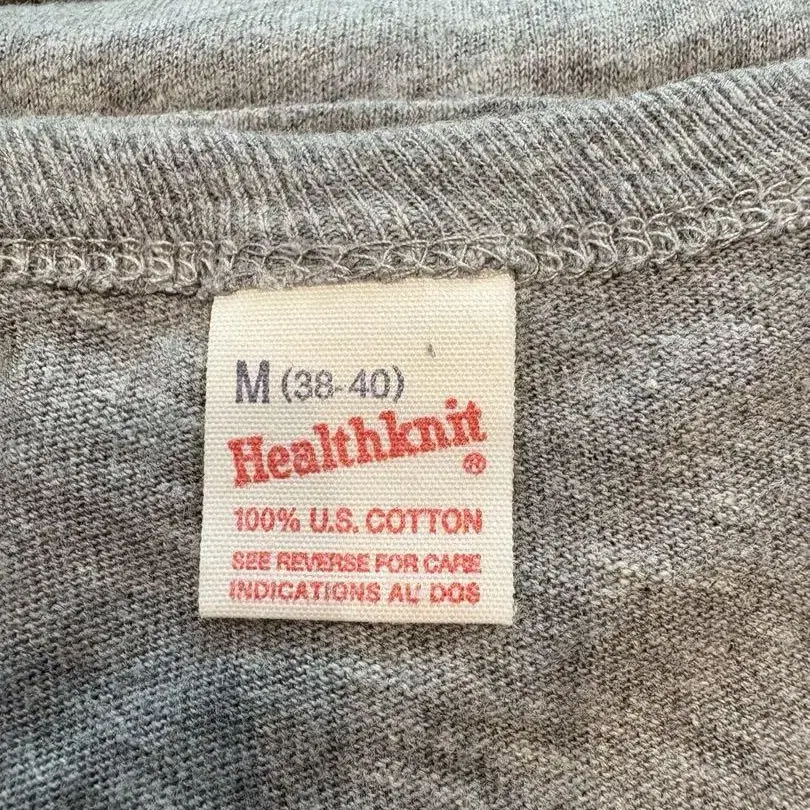 M (38-40)
Healthknit
®
100% U.S. COTTON
SEE REVERSE FOR CARE
INDICATIONS AU DOS